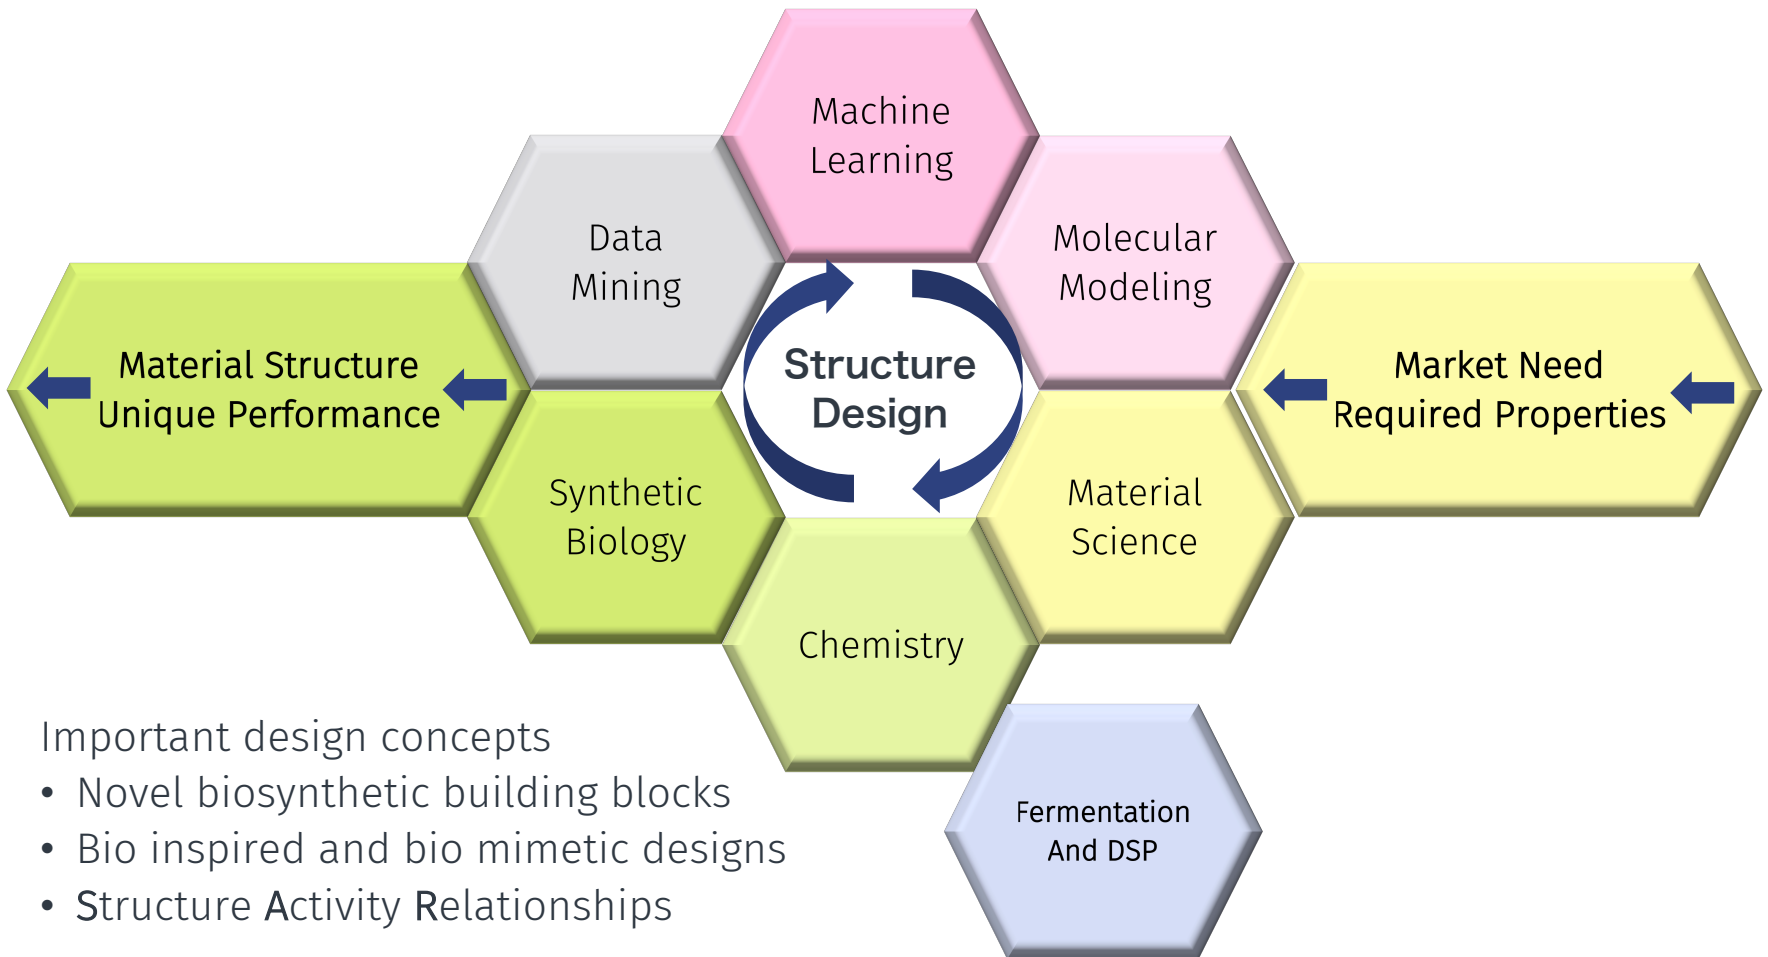 Machine
Learning
Data
Mining
Molecular
Modeling
Material Structure
Unique Performance
Structure
Design
Market Need
Required Properties
Synthetic
Biology
Material
Science
Chemistry
Fermentation
And DSP
Important design concepts
• Novel biosynthetic building blocks
• Bio inspired and bio mimetic designs
• Structure Activity Relationships